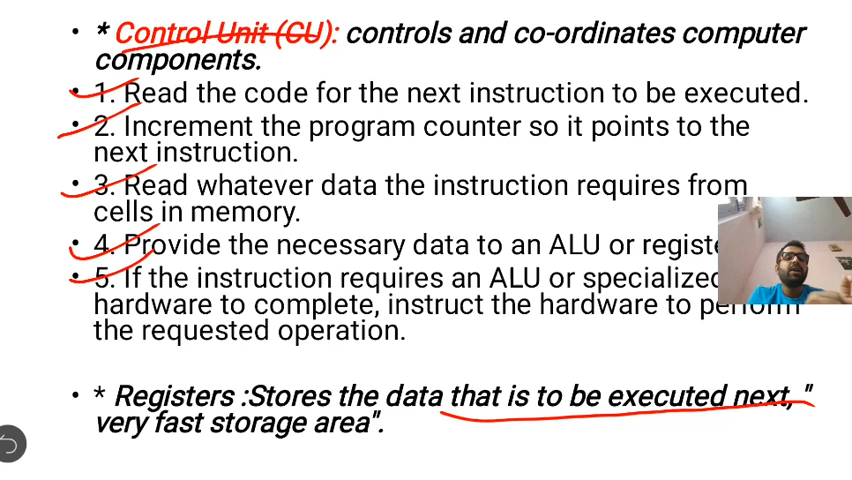 • * Control Unit (CU): controls and co-ordinates computer
components.
• 1. Read the code for the next instruction to be executed.
• 2. Increment the program counter so it points to the
next instruction.
• 3. Read whatever data the instruction requires from
cells in memory.
• 4. Provide the necessary data to an ALU or registe
• 5. If the instruction requires an ALU or specialized
hardware to complete, instruct the hardware to perform
the requested operation.
• * Registers :Stores the data that is to be executed next, "
very fast storage area".